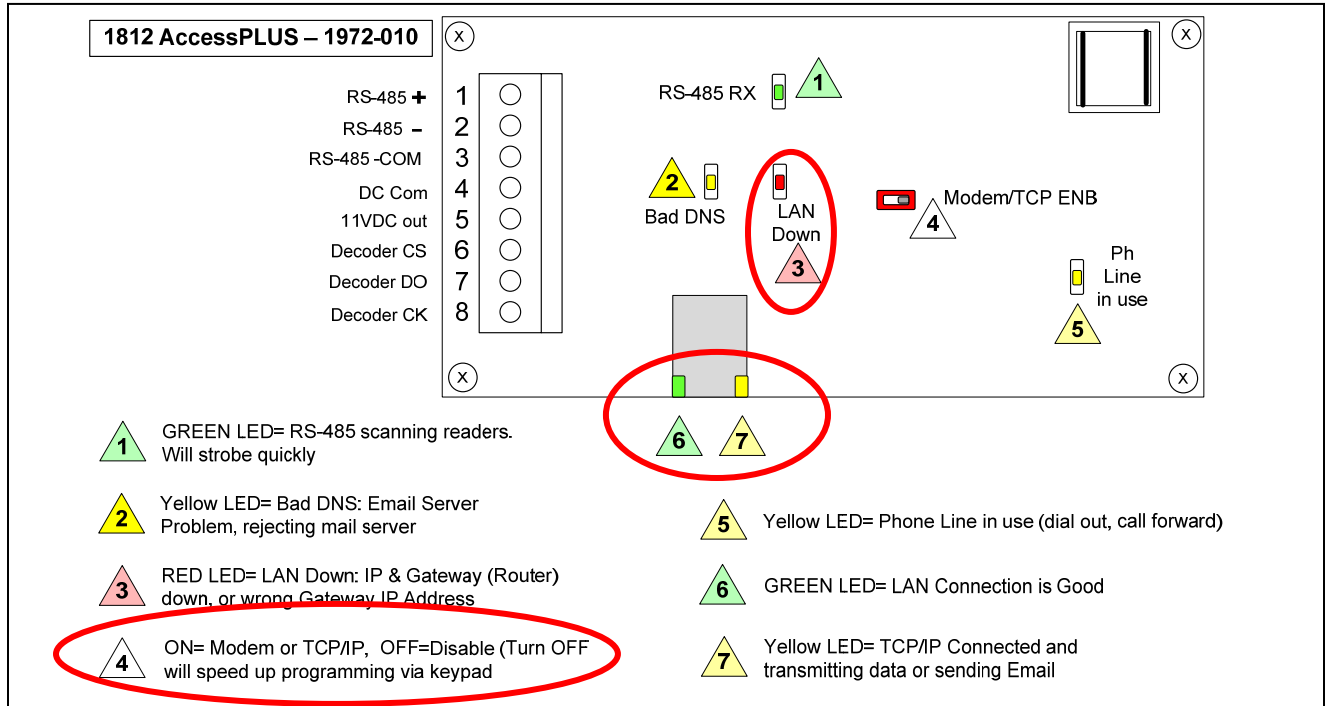 1812 AccessPLUS – 1972-010
X
X
RS-485 + 1
RS-485 – 2
RS-485 -COM 3
DC Com 4
11VDC out 5
Decoder CS 6
Decoder DO 7
Decoder CK 8
RS-485 RX
1
2
Bad DNS
LAN
Down
3
Modem/TCP ENB
4
Ph
Line
in use
5
X
X
6
7
1
GREEN LED= RS-485 scanning readers.
Will strobe quickly
2
Yellow LED= Bad DNS: Email Server
Problem, rejecting mail server
3
RED LED= LAN Down: IP & Gateway (Router)
down, or wrong Gateway IP Address
4
ON= Modem or TCP/IP, OFF=Disable (Turn OFF
will speed up programming via keypad
5
Yellow LED= Phone Line in use (dial out, call forward)
6
GREEN LED= LAN Connection is Good
7
Yellow LED= TCP/IP Connected and
transmitting data or sending Email